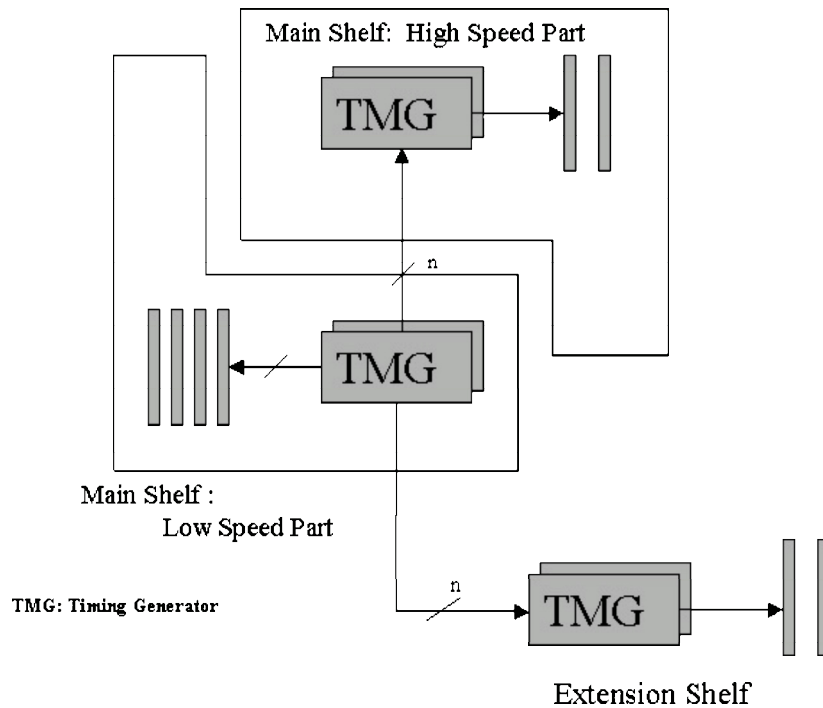 Main Shelf: High Speed Part
TMG
n
TMG
Main Shelf :
Low Speed Part
n
TMG: Timing Generator
TMG
Extension Shelf